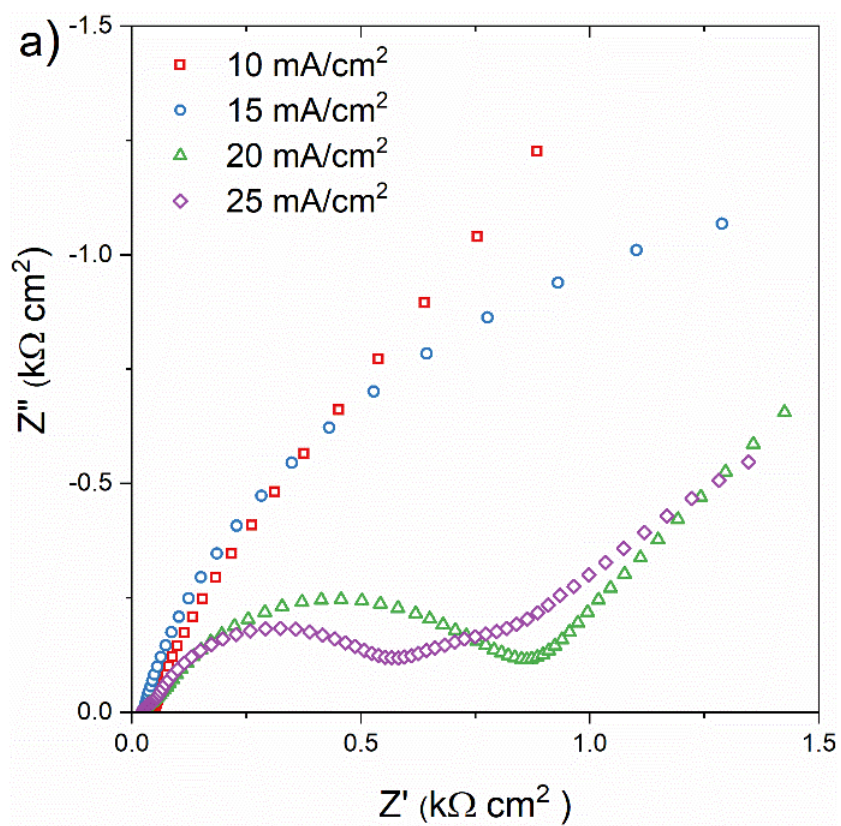 a)
10 mA/cm²
15 mA/cm²
20 mA/cm²
25 mA/cm²
-1.5
-1.0
-0.5
0.0
Z" (kΩ cm²)
0.0 0.5 1.0 1.5
Z' (kΩ cm² )